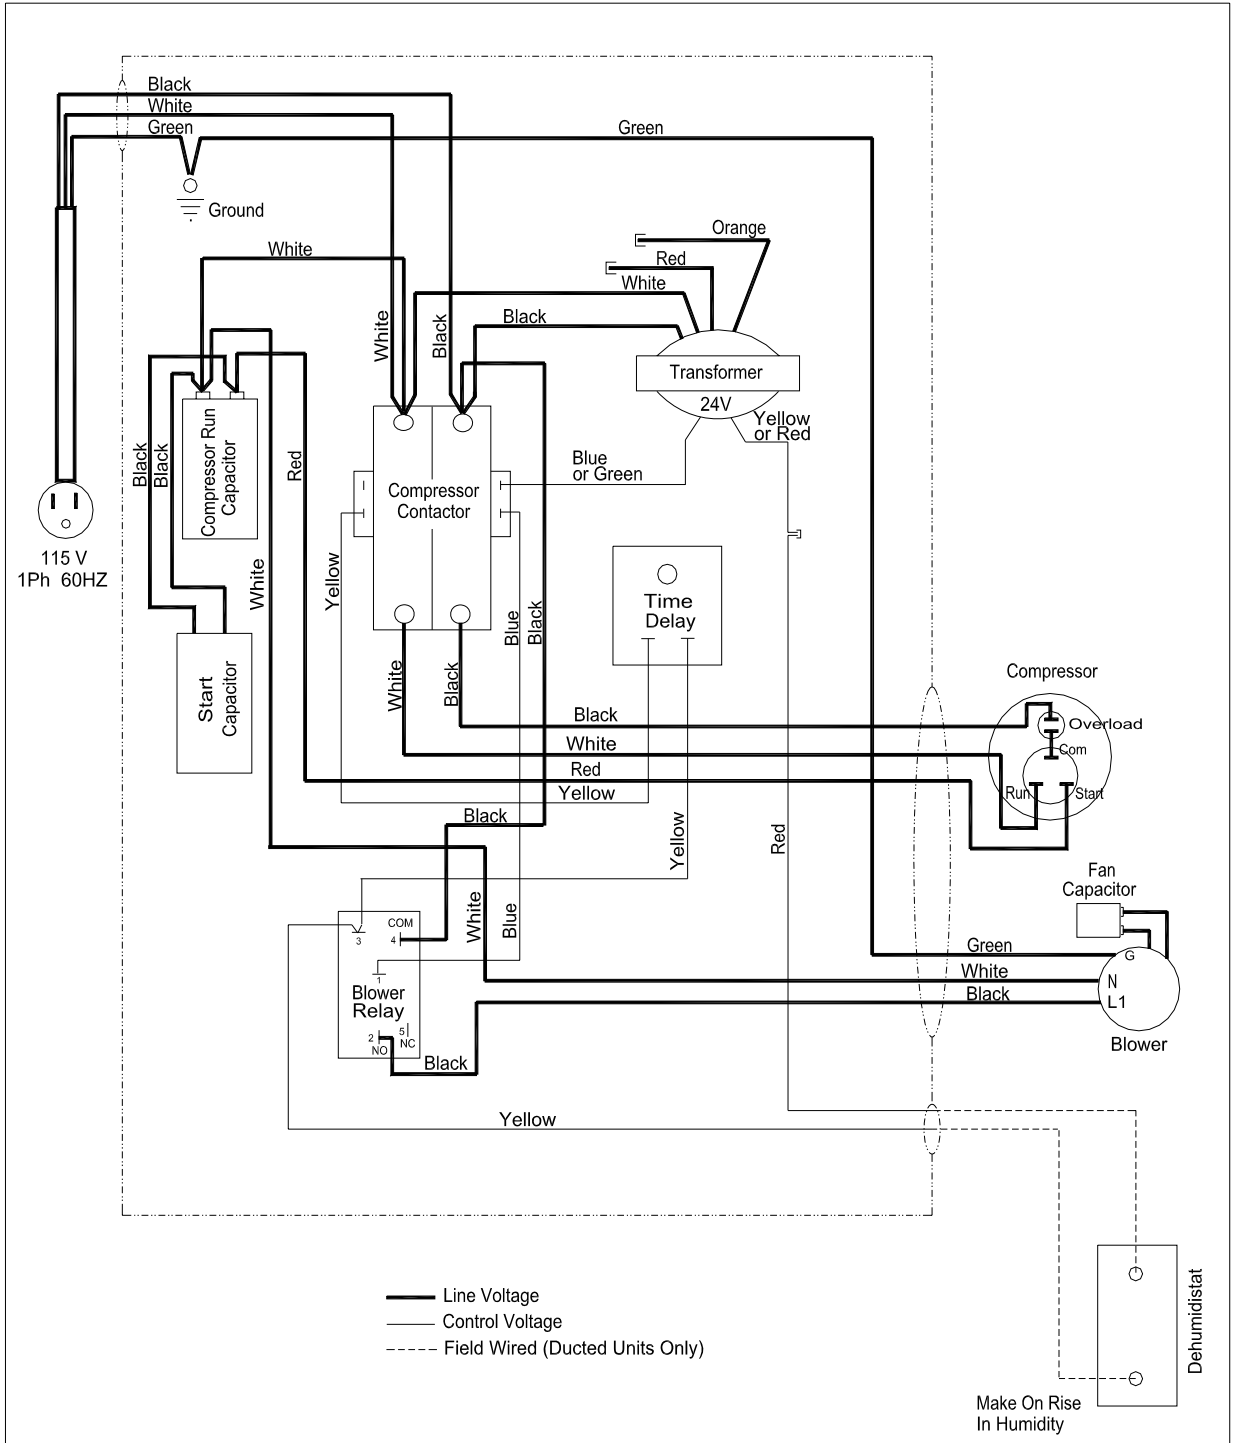 Black
White
Green
Green
Ground
Orange
White
Red
White
Black
White
Black
Transformer
24V
Yellow
or Red
Compressor Run
Capacitor
Black
Black
Red
Blue
or Green
Compressor
Contactor
115 V
1Ph 60HZ
White
Yellow
Blue
Black
Time
Delay
Start
Capacitor
White
Black
Compressor
Black
Overload
White
Com
Red
Yellow
Run
Start
Black
Yellow
Red
Fan
Capacitor
White
Blue
COM
3
4
Green
G
White
N
Black
L1
1
Blower
Relay
2
NO
5
NC
Black
Blower
Yellow
Dehumidistat
Line Voltage
Control Voltage
Field Wired (Ducted Units Only)
Make On Rise
In Humidity